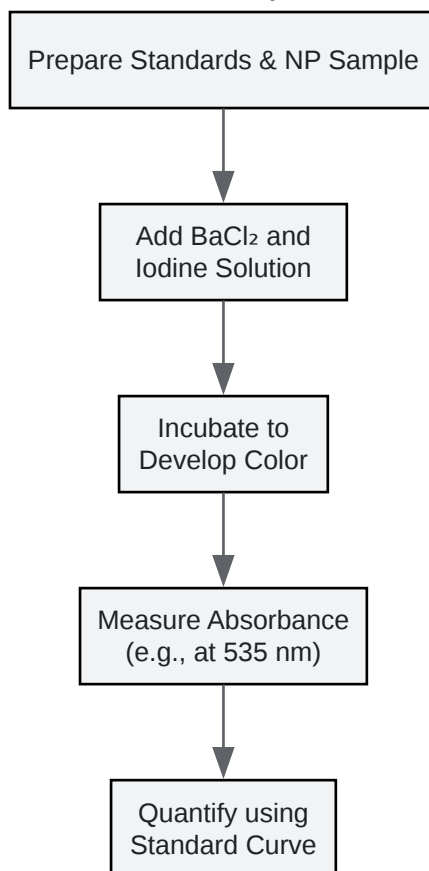 Prepare Standards & NP Sample
Add BaCl₂ and
Iodine Solution
Incubate to
Develop Color
Measure Absorbance
(e.g., at 535 nm)
Quantify using
Standard Curve